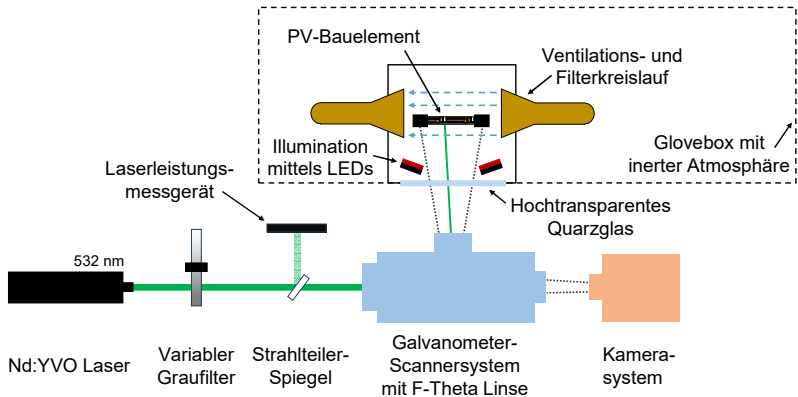 PV-Bauelement
Ventilations- und
Filterkreislauf
Illumination
mittels LEDs
Glovebox mit
inerter Atmosphäre
Laserleistungs-
messgerät
Hochtransparentes
Quarzglas
532 nm
Nd:YVO Laser
Variabler
Graufilter
Strahlteiler-
Spiegel
Galvanometer-
Scannersystem
mit F-Theta Linse
Kamera-
system